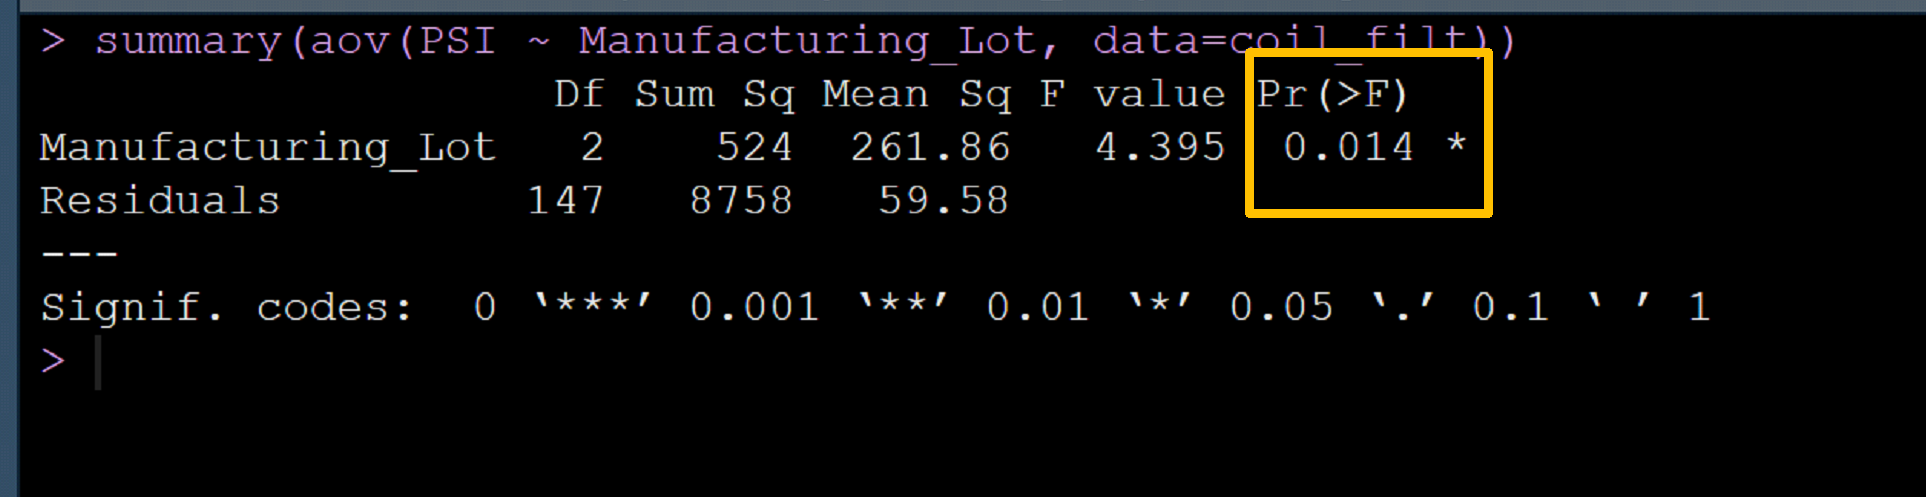 > summary(aov(PSI ~ Manufacturing_Lot, data=coil_filt))
Df Sum Sq Mean Sq F value Pr(>F)
Manufacturing_Lot 2 524 261.86 4.395 0.014 *
Residuals 147 8758 59.58
---
Signif. codes: 0 ‘***’ 0.001 ‘**’ 0.01 ‘*’ 0.05 ‘.’ 0.1 ‘ ’ 1
>